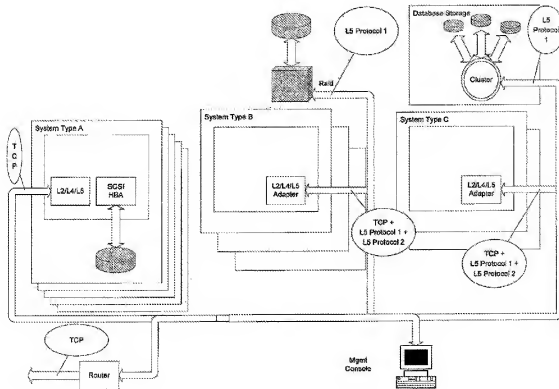 L5 Protocol
1
Database Storage
L5 Protocol 1
Raid
Cluster
System Type A
System Type B
System Type C
TCP
L2/L4/L5
SCSI
HBA
L2/L4/L5
Adapter
L2/L4/L5
Adapter
TCP +
L5 Protocol 1 +
L5 Protocol 2
TCP +
L5 Protocol 1 +
L5 Protocol 2
TCP
Router
Mgmt
Console